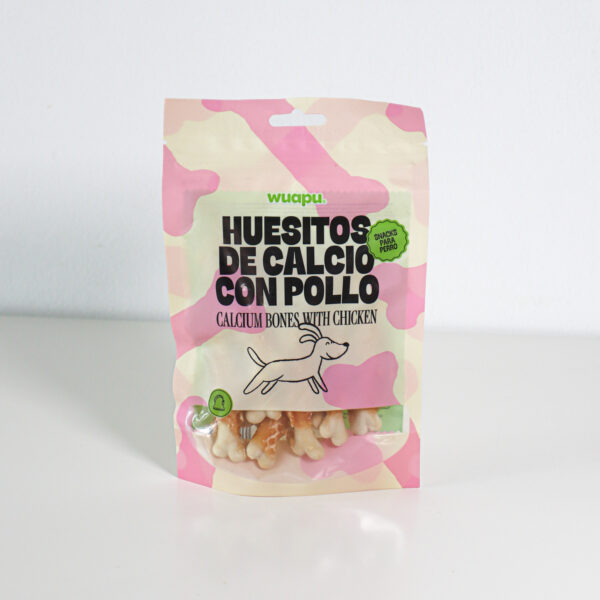 wuapu.
HUESITOS
DE CALCIO
CON POLLO
SNACKS
PARA
PERRO
CALCIUM BONES WITH CHICKEN